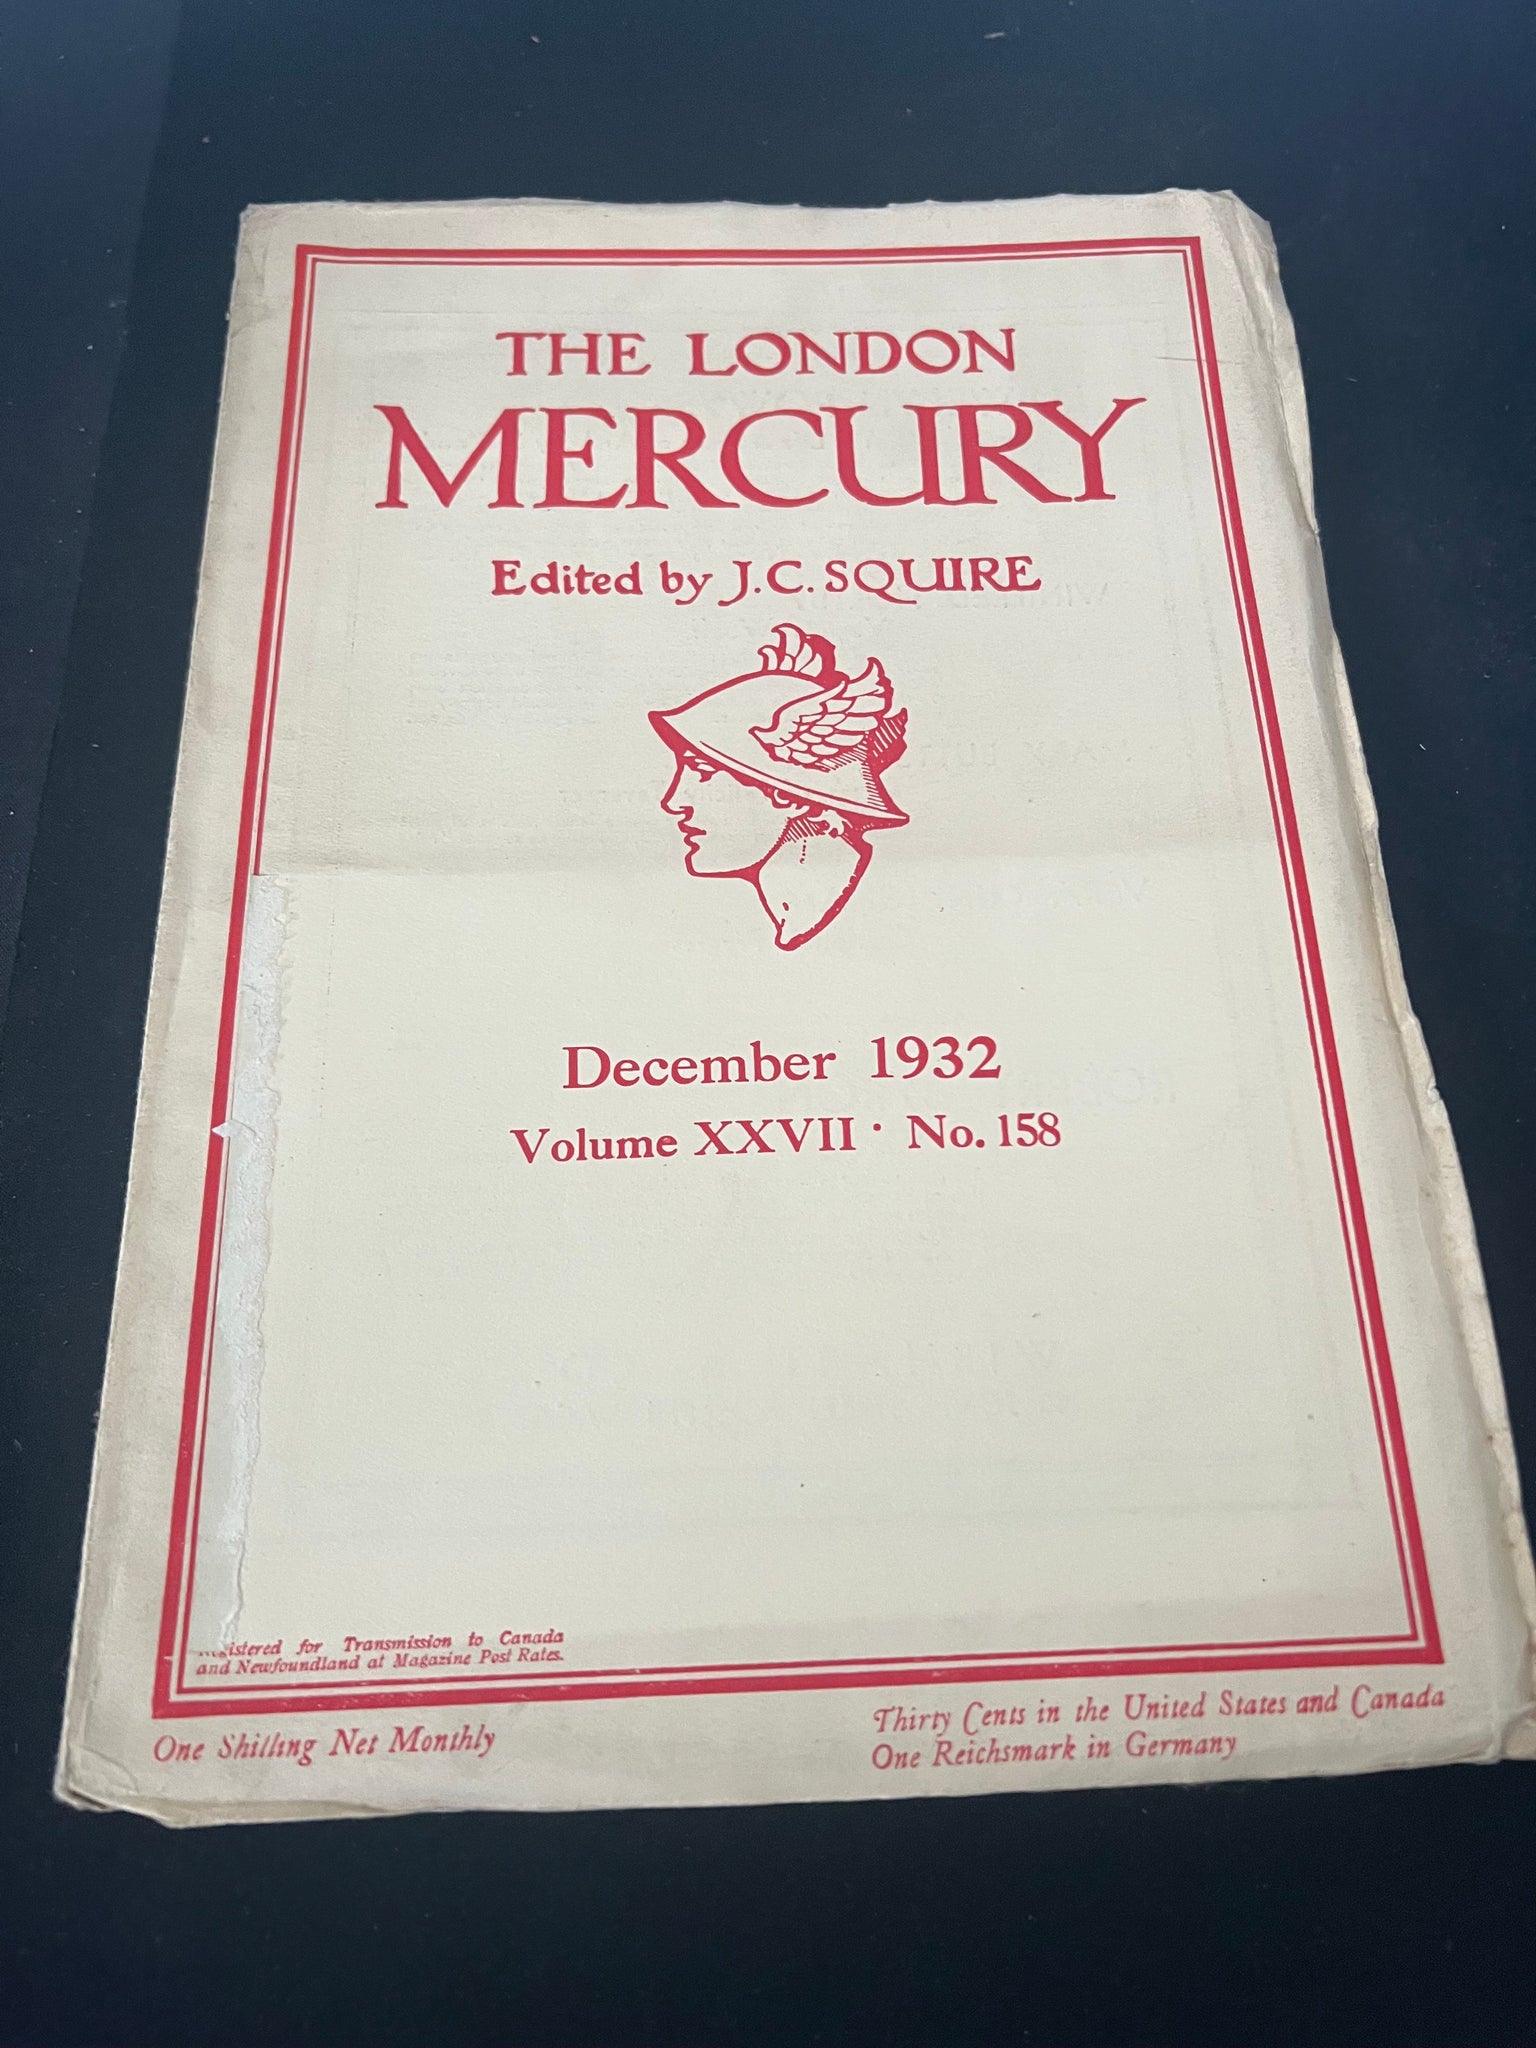 THE LONDON
MERCURY
Edited by J.C. SQUIRE
December 1932
Volume XXVII · No. 158
Registered for Transmission to Canada
and Newfoundland at Magazine Post Rates.
One Shilling Net Monthly
Thirty Cents in the United States and Canada
One Reichsmark in Germany